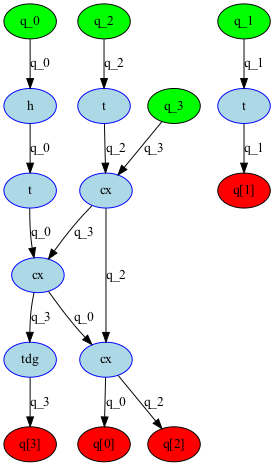 q_0 q_2 q_1
q_0 q_2 q_1
h t q_3 t
q_0 q_2 q_3 q_1
t cx q[1]
q_0 q_3
cx q_2
q_3 q_0
tdg cx
q_3 q_0 q_2
q[3] q[0] q[2]